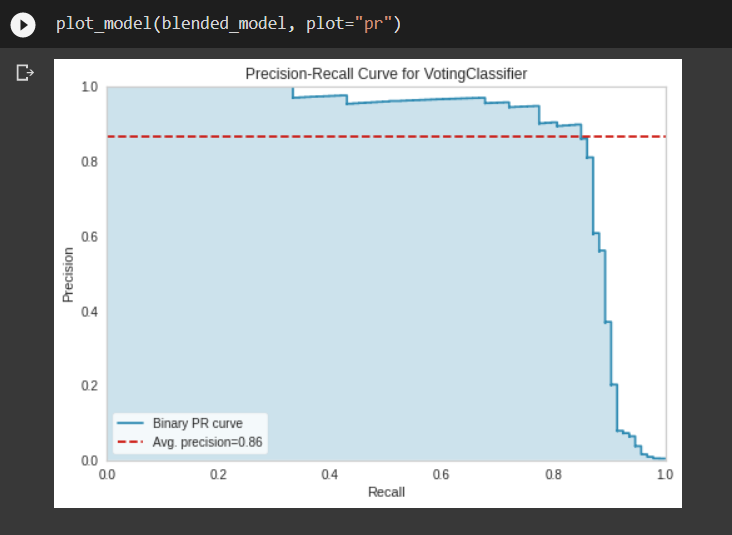 plot_model(blended_model, plot="pr")
Precision-Recall Curve for VotingClassifier
1.0
0.8
0.6
0.4
0.2
0.0
Precision
Binary PR curve
Avg. precision=0.86
0.0 0.2 0.4 0.6 0.8 1.0
Recall